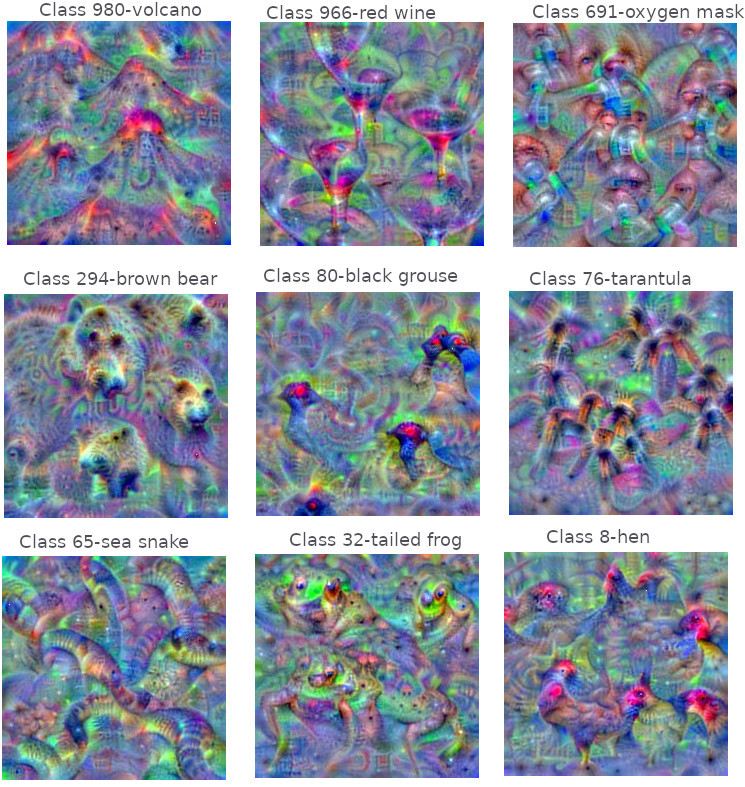 Class 980-volcano
Class 966-red wine
Class 691-oxygen mask
Class 294-brown bear
Class 80-black grouse
Class 76-tarantula
Class 65-sea snake
Class 32-tailed frog
Class 8-hen